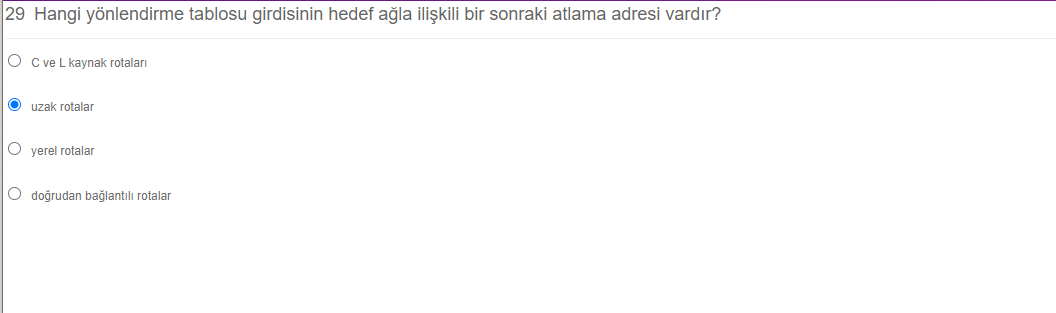 29 Hangi yönlendirme tablosu girdisinin hedef ağla ilişkili bir sonraki atlama adresi vardır?
C ve L kaynak rotaları
uzak rotalar
yerel rotalar
doğrudan bağlantılı rotalar